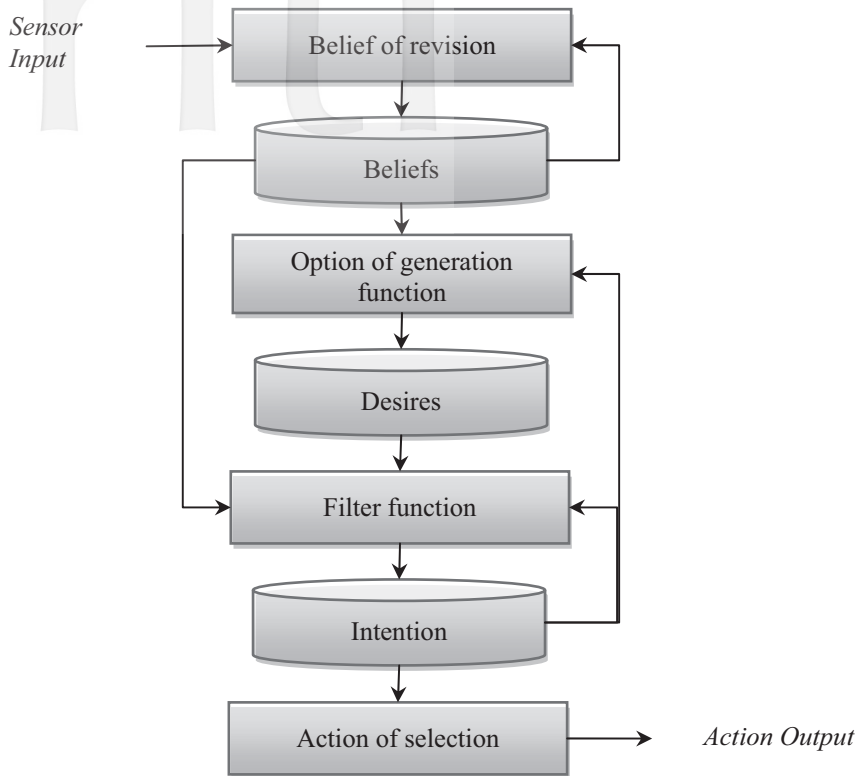 Sensor
Input
Belief of revision
Beliefs
Option of generation
function
Desires
Filter function
Intention
Action of selection
Action Output